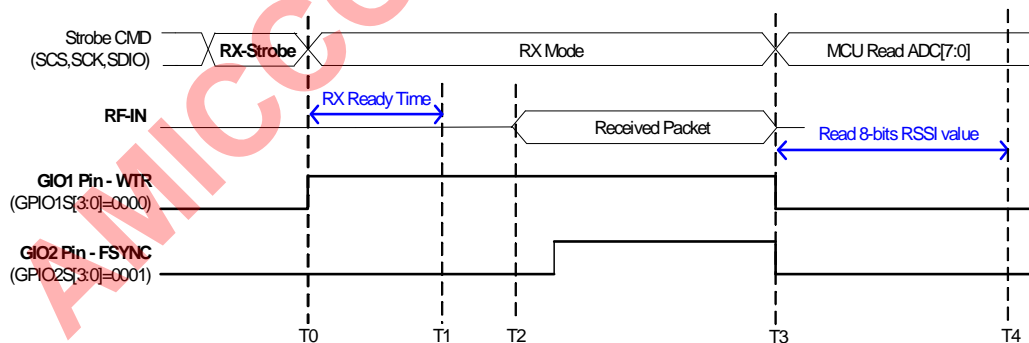 Strobe CMD
(SCS,SCK,SDIO)
RX-Strobe
RX Mode
MCU Read ADC[7:0]
RX Ready Time
RF-IN
Received Packet
Read 8-bits RSSI value
GIO1 Pin - WTR
(GPIO1S[3:0]=0000)
GIO2 Pin - FSYNC
(GPIO2S[3:0]=0001)
T0
T1
T2
T3
T4
AMICCO